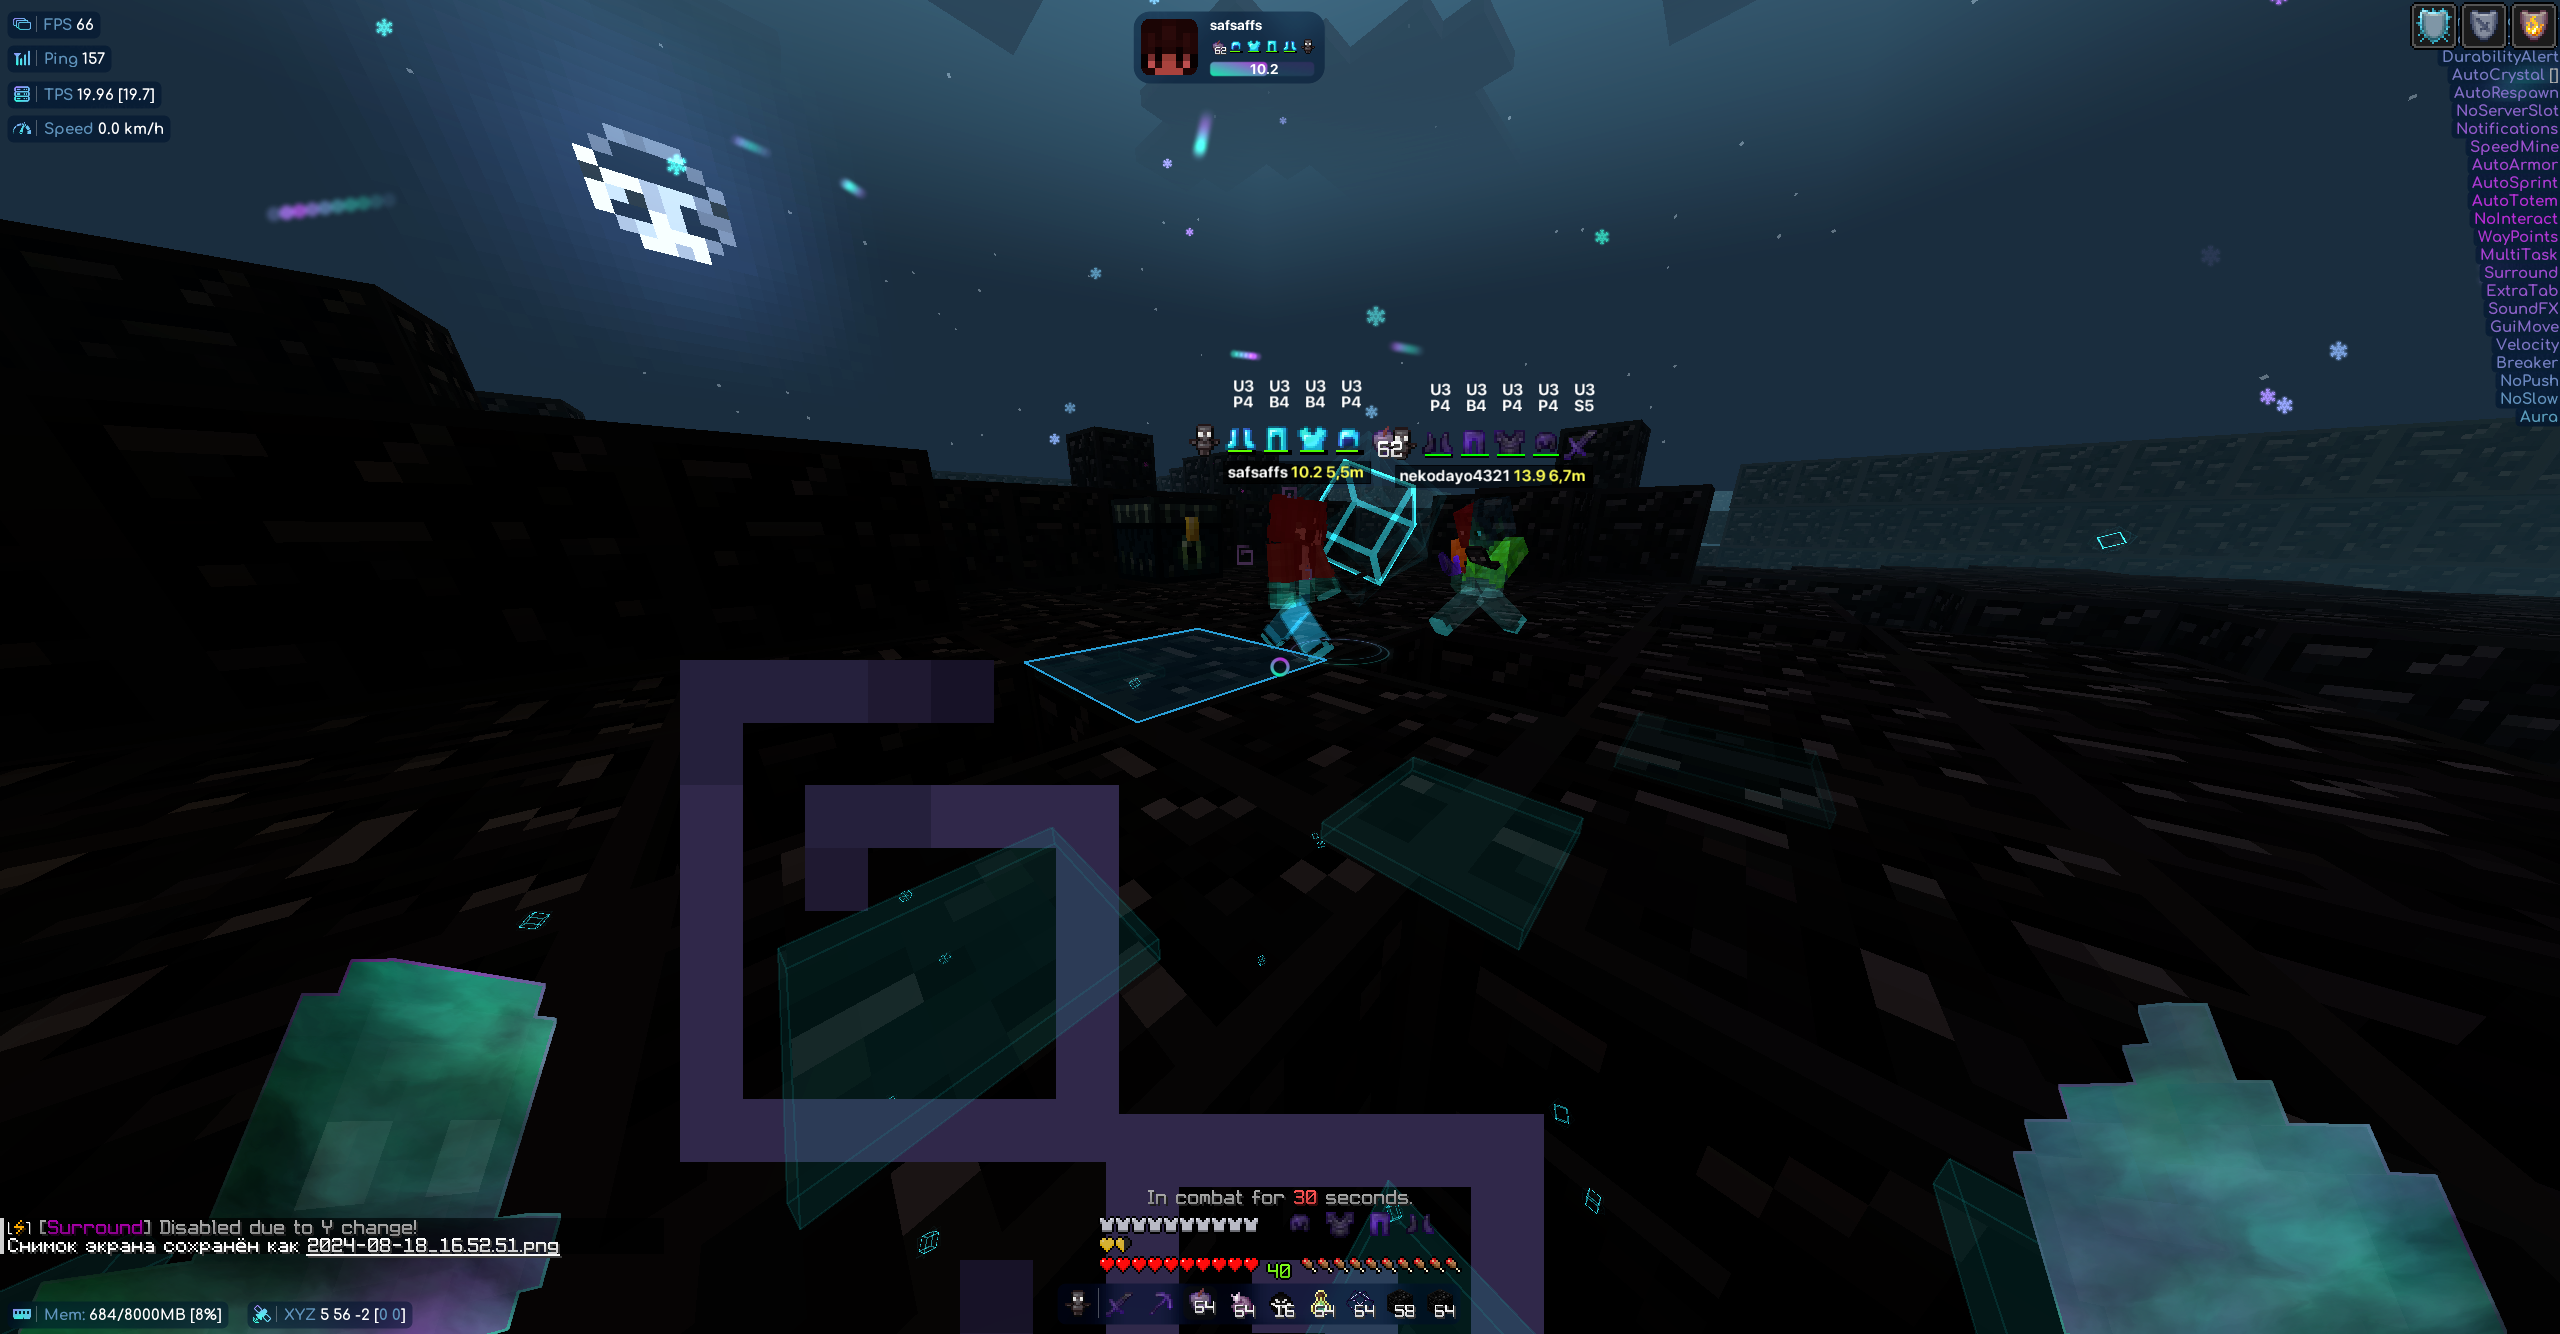 FPS 66
Ping 157
TPS 19.96 [19.7]
Speed 0.0 km/h
safsaffs
62
10.2
DurabilityAlert
AutoCrystal []
AutoRespawn
NoServerSlot
Notifications
SpeedMine
AutoArmor
AutoSprint
AutoTotem
NoInteract
WayPoints
MultiTask
Surround
ExtraTab
SoundFX
GuiMove
Velocity
Breaker
NoPush
NoSlow
Aura
U3 U3 U3 U3
P4 B4 B4 P4
62
safsaffs 10.2 5,5m
U3 U3 U3 U3 U3
P4 B4 P4 P4 S5
nekodayo4321 13.9 6,7m
In combat for 30 seconds.
[⚡] [Surround] Disabled due to Y change!
Снимок экрана сохранён как 2024-08-18_16.52.51.png
40
64 64 16 64 64 58 64
Mem: 684/8000MB [8%]
XYZ 5 56 -2 [0 0]